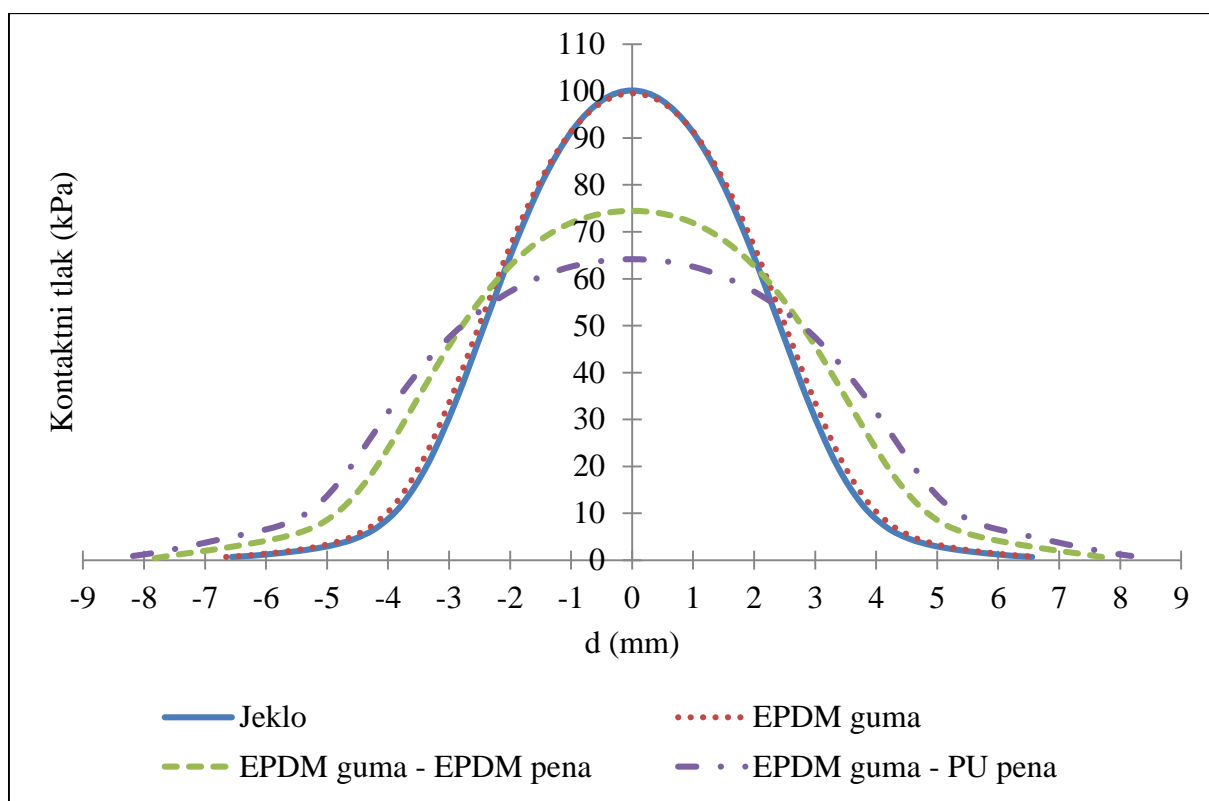 110
100
90
80
70
60
50
40
30
20
10
0
Kontaktni tlak (kPa)
-9 -8 -7 -6 -5 -4 -3 -2 -1 0 1 2 3 4 5 6 7 8 9
d (mm)
Jeklo EPDM guma
EPDM guma - EPDM pena EPDM guma - PU pena